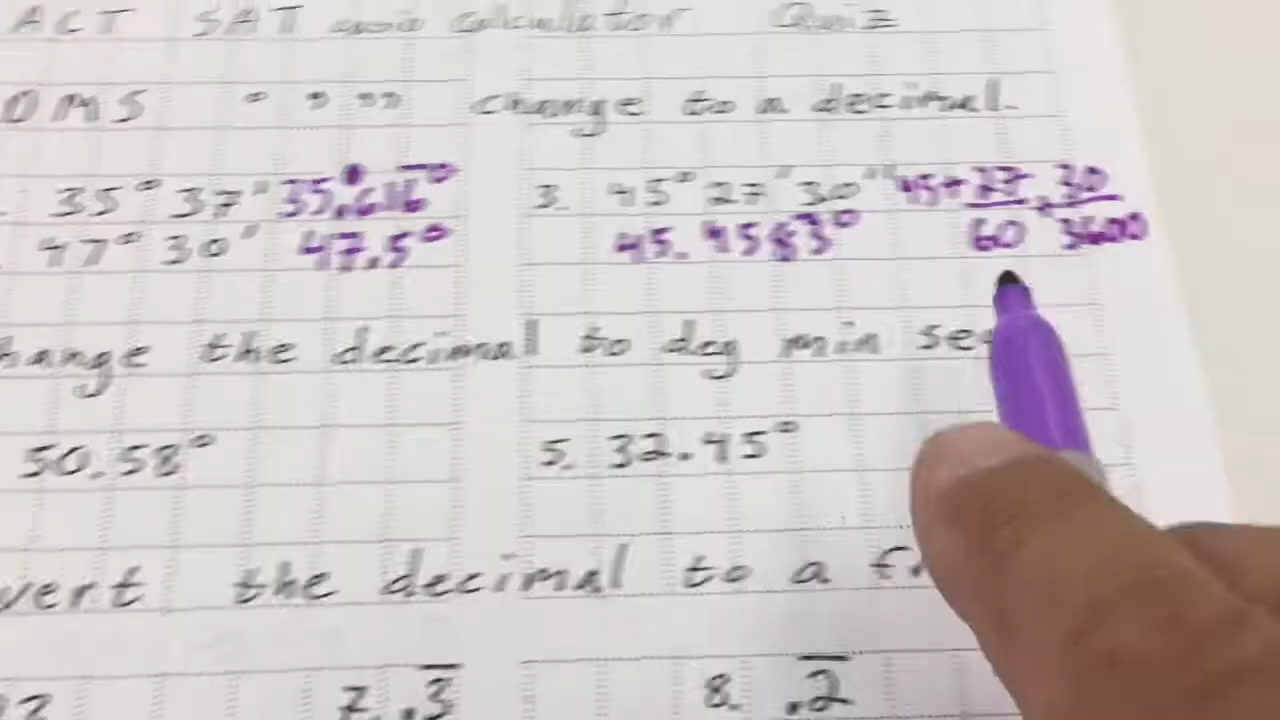 ACT SAT calculator Quiz
DMS ° ' '' change to a decimal.
35° 37' 35.616° 3. 45° 27' 30'' 45+27/60+30/3600
47° 30' 47.5° 45.4583°
hange the decimal to deg min se
50.58° 5. 32.45°
vert the decimal to a f
7. .3̅ 8. .2̅